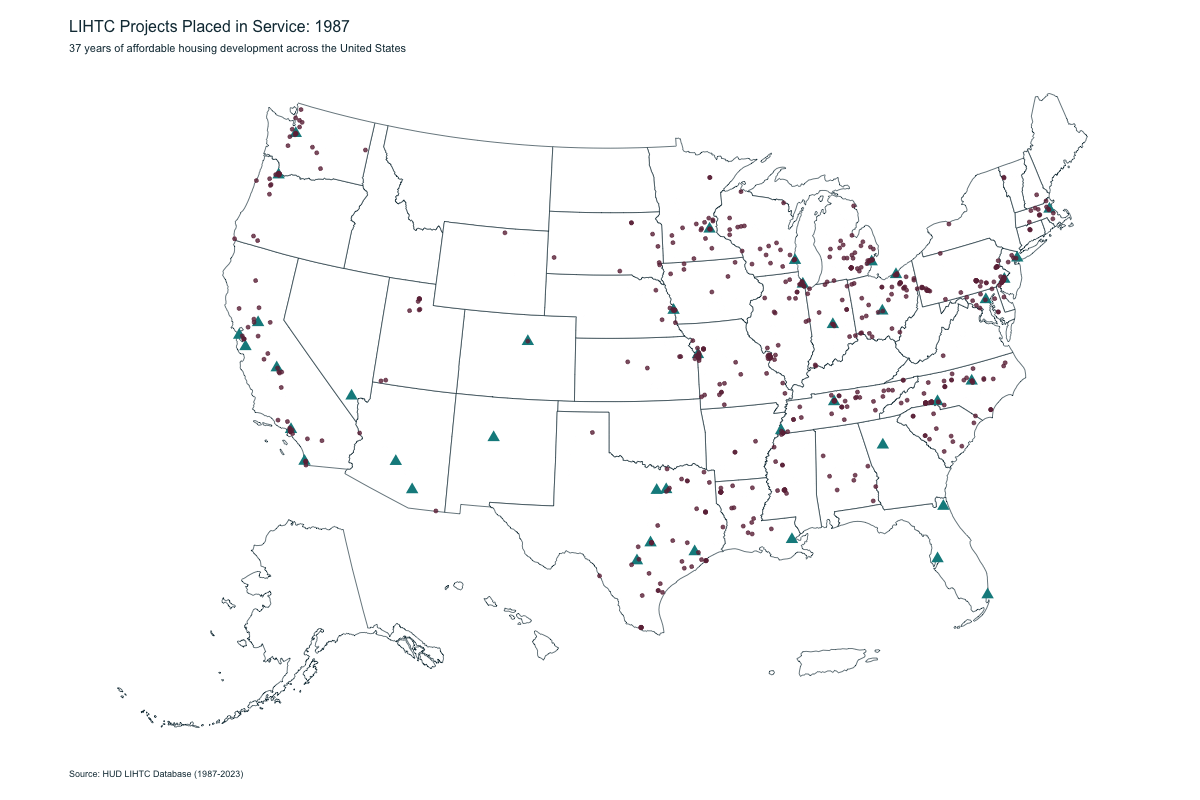 LIHTC Projects Placed in Service: 1987
37 years of affordable housing development across the United States
Source: HUD LIHTC Database (1987-2023)